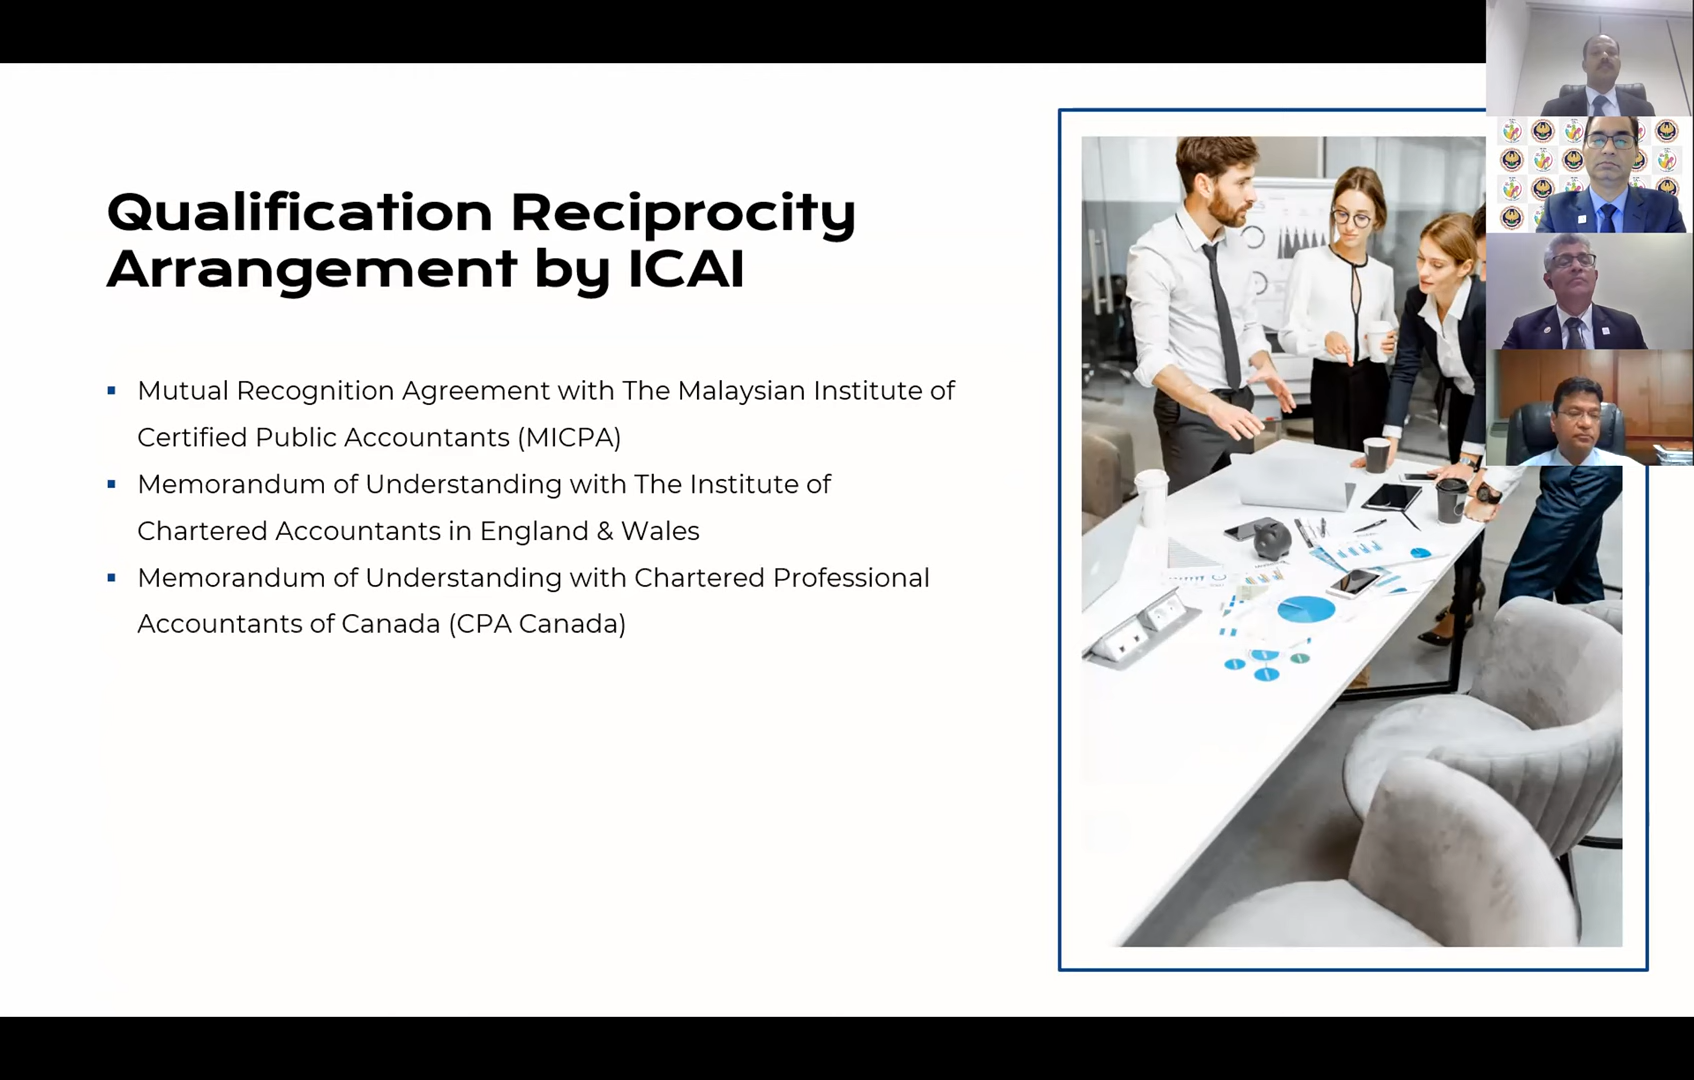 Qualification Reciprocity
Arrangement by ICAI
▪ Mutual Recognition Agreement with The Malaysian Institute of
Certified Public Accountants (MICPA)
▪ Memorandum of Understanding with The Institute of
Chartered Accountants in England & Wales
▪ Memorandum of Understanding with Chartered Professional
Accountants of Canada (CPA Canada)